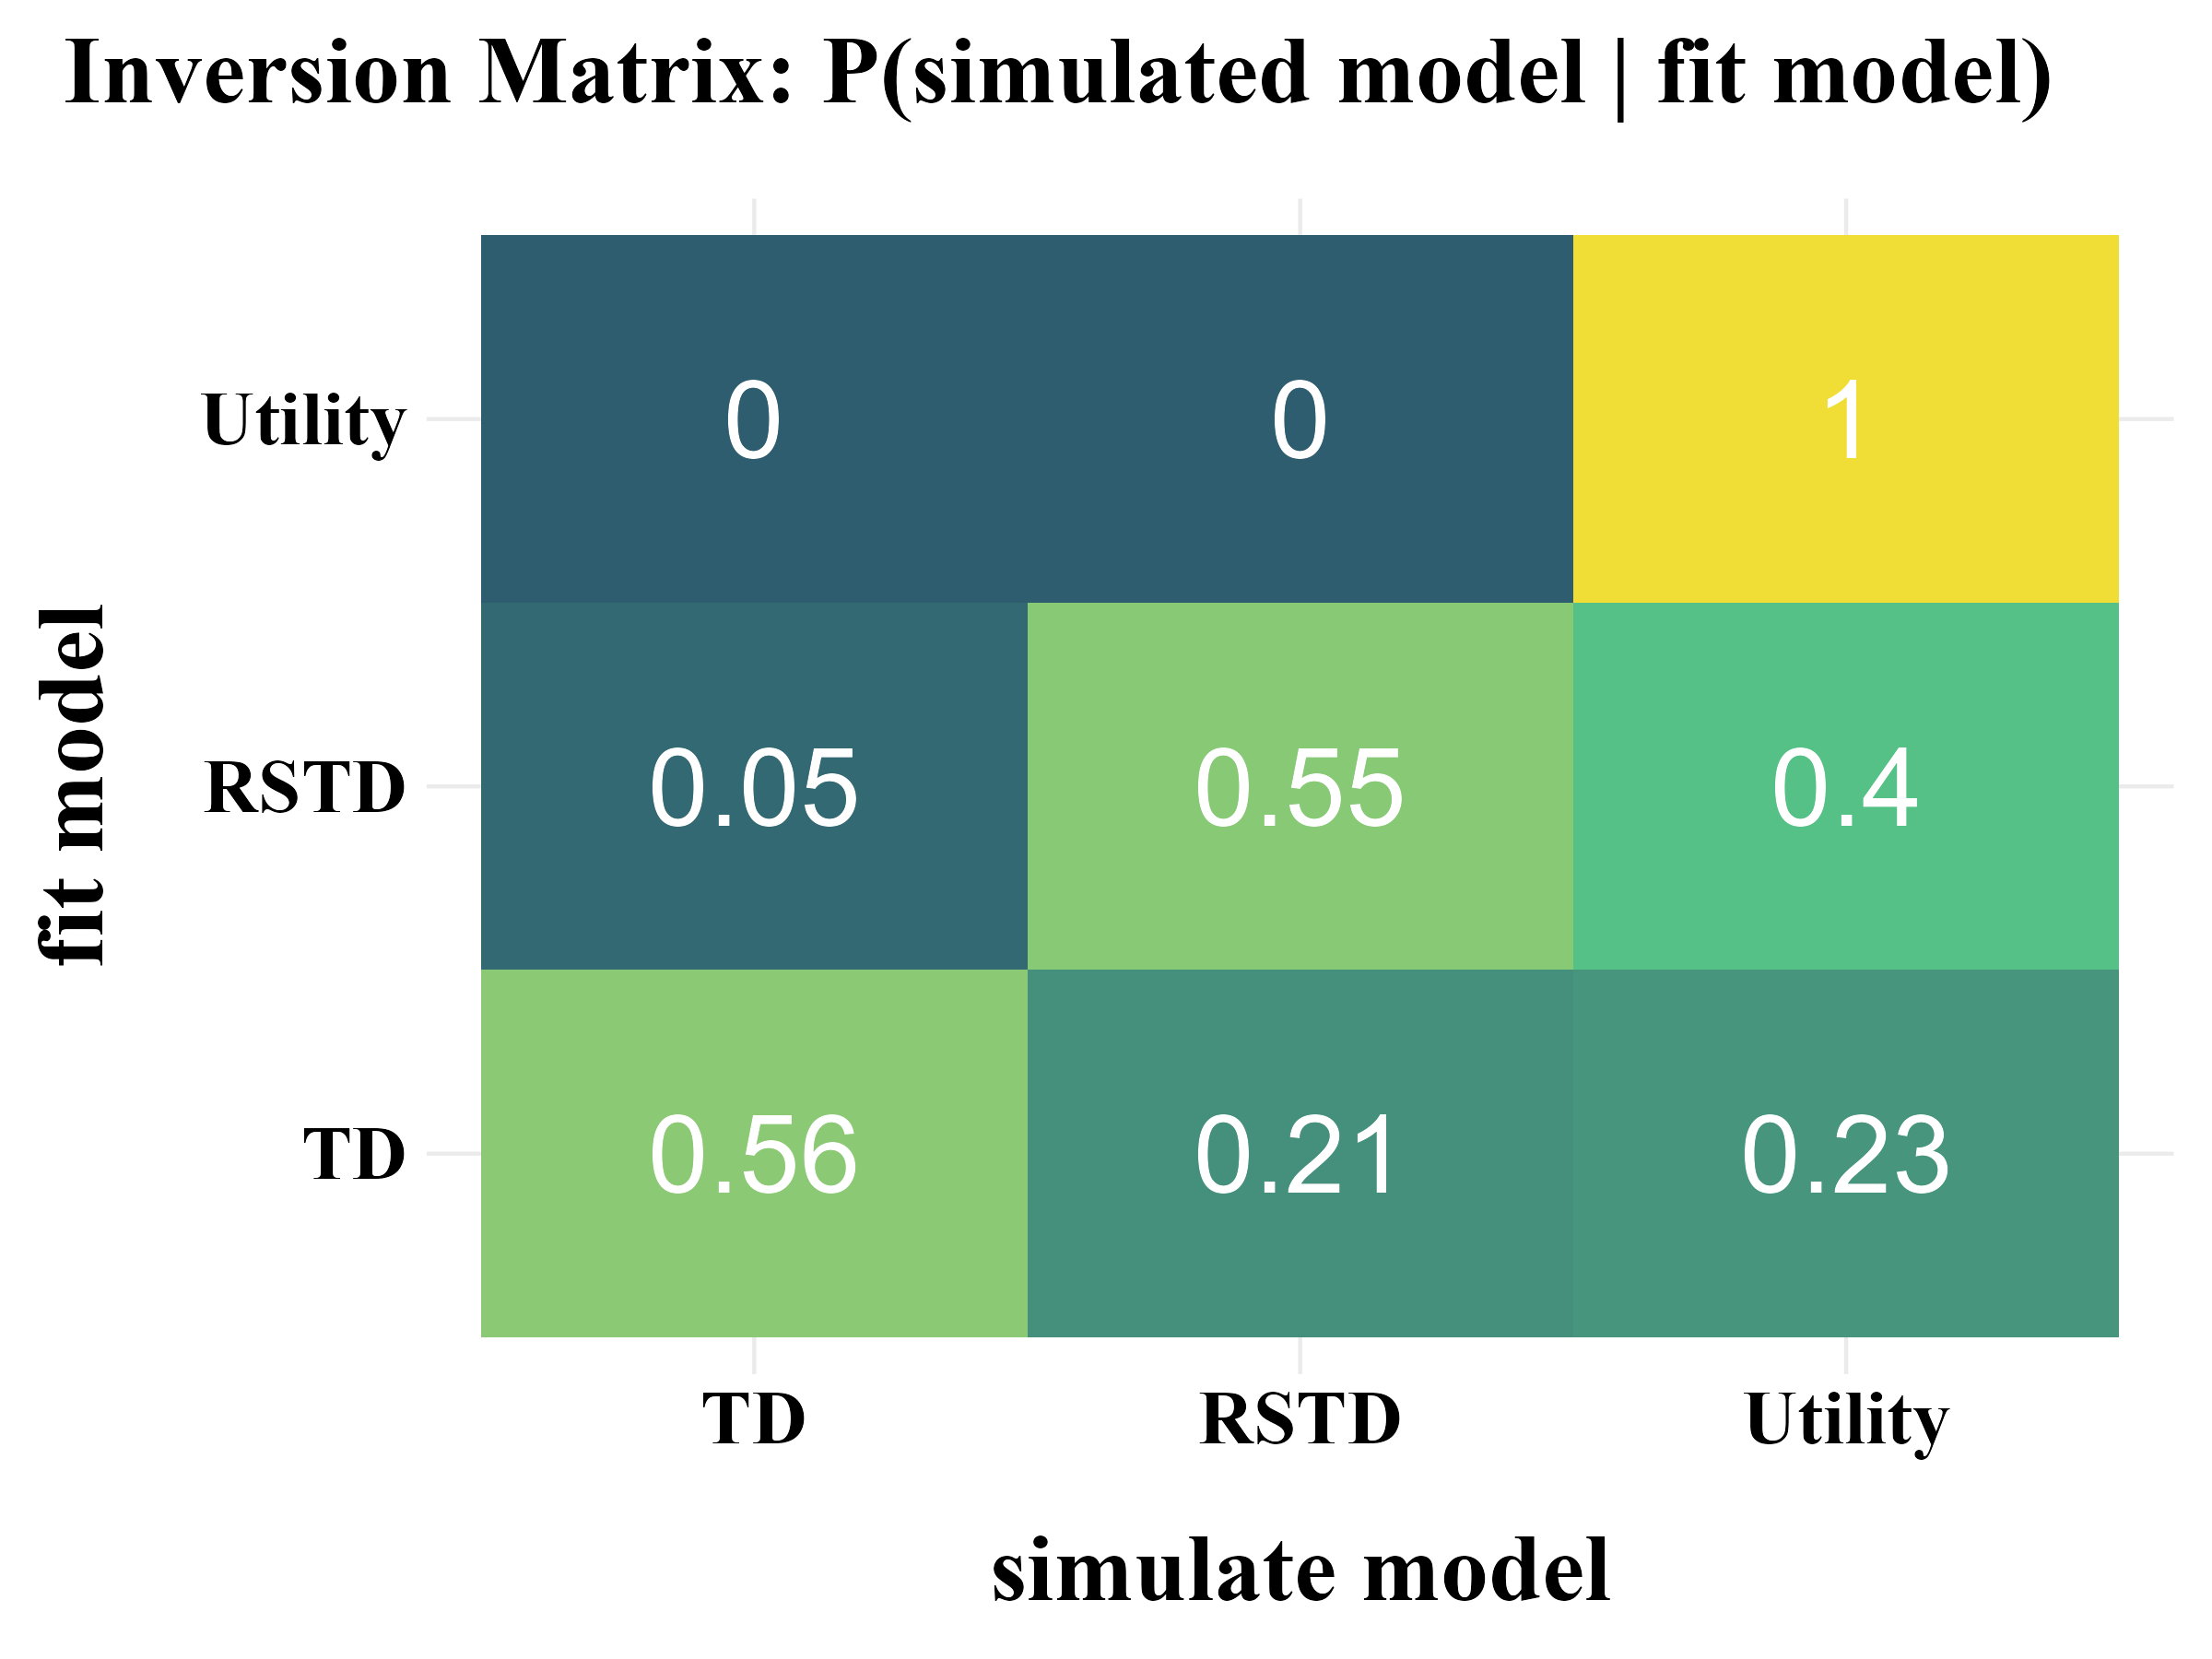 Inversion Matrix: P(simulated model | fit model)
Utility
0
0
1
fit model
RSTD
0.05
0.55
0.4
TD
0.56
0.21
0.23
TD
RSTD
Utility
simulate model